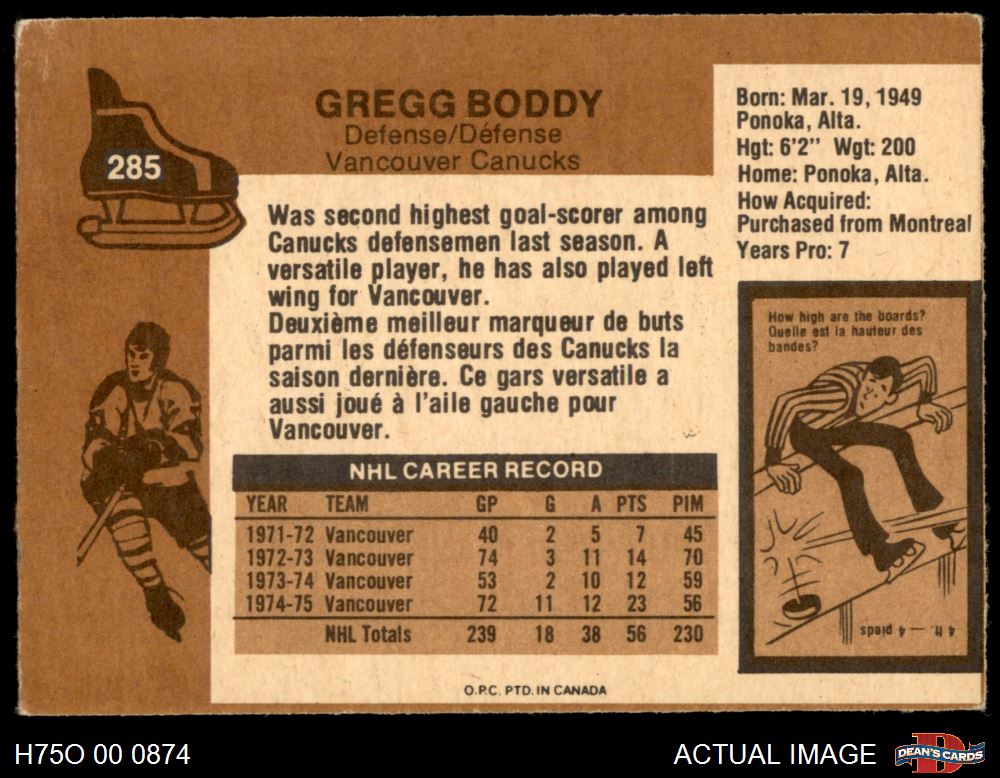 285
GREGG BODDY
Defense/Défense
Vancouver Canucks
Born: Mar. 19, 1949
Ponoka, Alta.
Hgt: 6'2" Wgt: 200
Home: Ponoka, Alta.
How Acquired:
Purchased from Montreal
Years Pro: 7
Was second highest goal-scorer among
Canucks defensemen last season. A
versatile player, he has also played left
wing for Vancouver.
Deuxième meilleur marqueur de buts
parmi les défenseurs des Canucks la
saison dernière. Ce gars versatile a
aussi joué à l'aile gauche pour
Vancouver.
How high are the boards?
Quelle est la hauteur des
bandes?
4 ft. — 4 pieds
NHL CAREER RECORD
YEAR TEAM GP G A PTS PIM
1971-72 Vancouver 40 2 5 7 45
1972-73 Vancouver 74 3 11 14 70
1973-74 Vancouver 53 2 10 12 59
1974-75 Vancouver 72 11 12 23 56
NHL Totals 239 18 38 56 230
O.P.C. PTD. IN CANADA
H75O 00 0874
ACTUAL IMAGE
DEAN'S CARDS